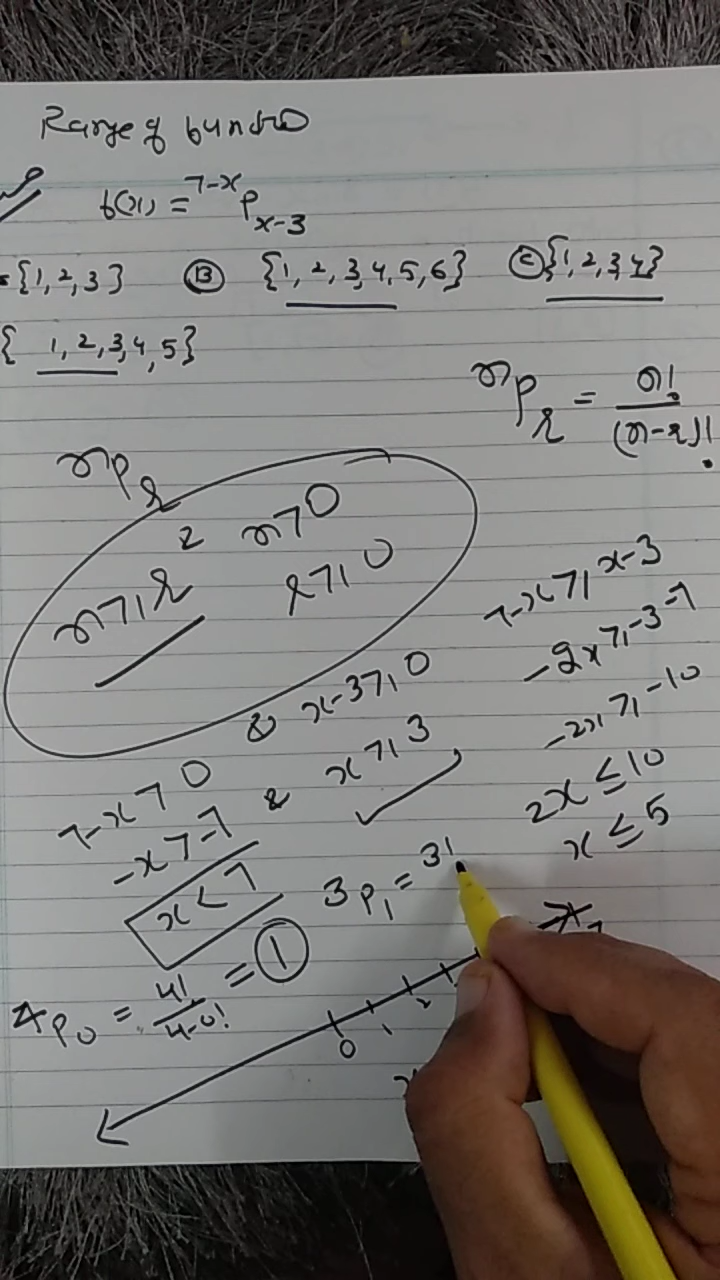 Range of function
f(x) = ⁷⁻ˣPₓ₋₃
{1,2,3} Ⓑ {1,2,3,4,5,6} Ⓒ {1,2,3,4}
{ 1,2,3,4,5}
ⁿPᵣ = n!/(n-r)!
ⁿPᵣ
n⩾r & n>0
r⩾0
7-x⩾x-3
-2x⩾-3-7
-2x⩾-10
2x≤10
x≤5
7-x>0 & x-3⩾0
-x>-7 & x⩾3
x<7
3P₁ = 3!
4P₀ = 4!/4-0! = ①
0 1 2